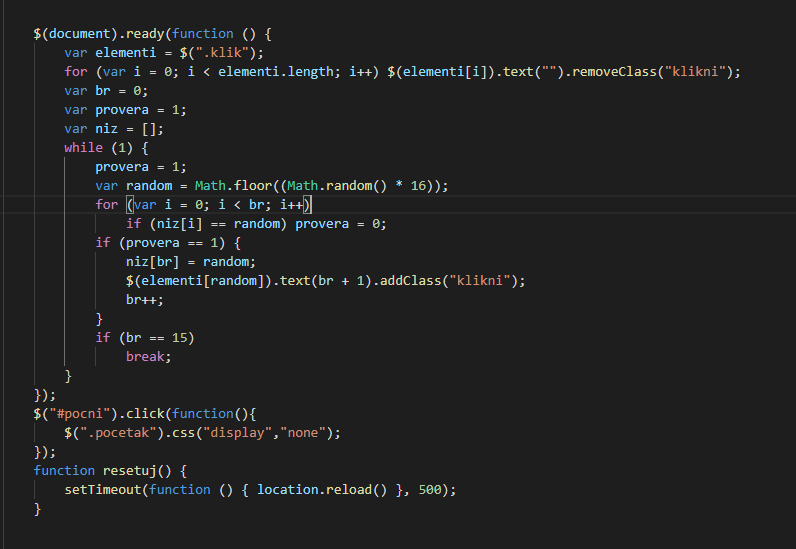 $(document).ready(function () {
    var elementi = $(".klik");
    for (var i = 0; i < elementi.length; i++) $(elementi[i]).text("").removeClass("klikni");
    var br = 0;
    var provera = 1;
    var niz = [];
    while (1) {
        provera = 1;
        var random = Math.floor((Math.random() * 16));
        for (var i = 0; i < br; i++)
            if (niz[i] == random) provera = 0;
        if (provera == 1) {
            niz[br] = random;
            $(elementi[random]).text(br + 1).addClass("klikni");
            br++;
        }
        if (br == 15)
            break;
    }
});
$("#pocni").click(function(){
    $(".pocetak").css("display","none");
});
function resetuj() {
    setTimeout(function () { location.reload() }, 500);
}